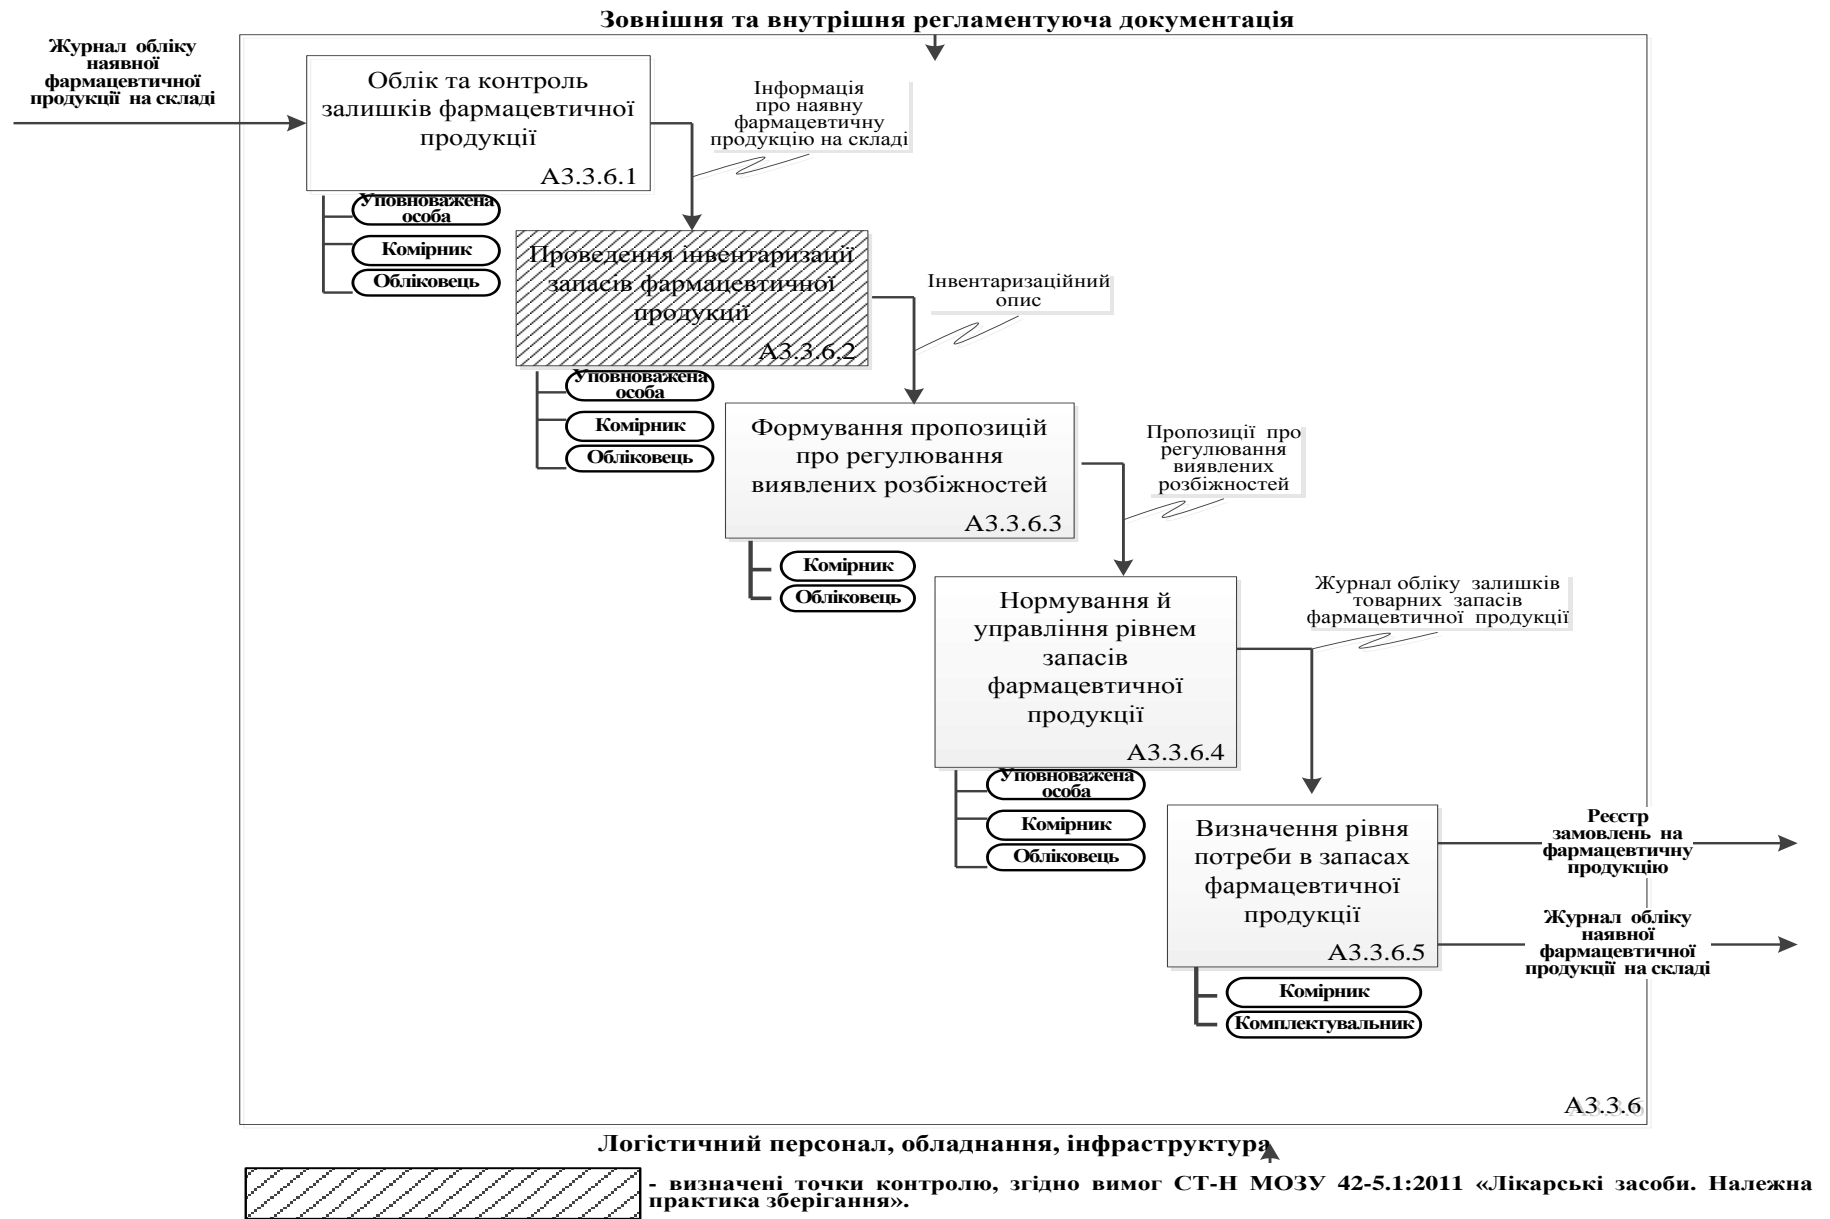 Зовнішня та внутрішня регламентуюча документація
Журнал обліку
наявної
фармацевтичної
продукції на складі
Облік та контроль
залишків фармацевтичної
продукції
А3.3.6.1
Інформація
про наявну
фармацевтичну
продукцію на складі
Уповноважена
особа
Комірник
Обліковець
Проведення інвентаризації
запасів фармацевтичної
продукції
А3.3.6.2
Інвентаризаційний
опис
Уповноважена
особа
Комірник
Обліковець
Формування пропозицій
про регулювання
виявлених розбіжностей
А3.3.6.3
Пропозиції про
регулювання
виявлених
розбіжностей
Комірник
Обліковець
Нормування й
управління рівнем
запасів
фармацевтичної
продукції
А3.3.6.4
Журнал обліку залишків
товарних запасів
фармацевтичної продукції
Уповноважена
особа
Комірник
Обліковець
Визначення рівня
потреби в запасах
фармацевтичної
продукції
А3.3.6.5
Реєстр
замовлень на
фармацевтичну
продукцію
Журнал обліку
наявної
фармацевтичної
продукції на складі
Комірник
Комплектувальник
А3.3.6
Логістичний персонал, обладнання, інфраструктура
- визначені точки контролю, згідно вимог СТ-Н МОЗУ 42-5.1:2011 «Лікарські засоби. Належна
практика зберігання».